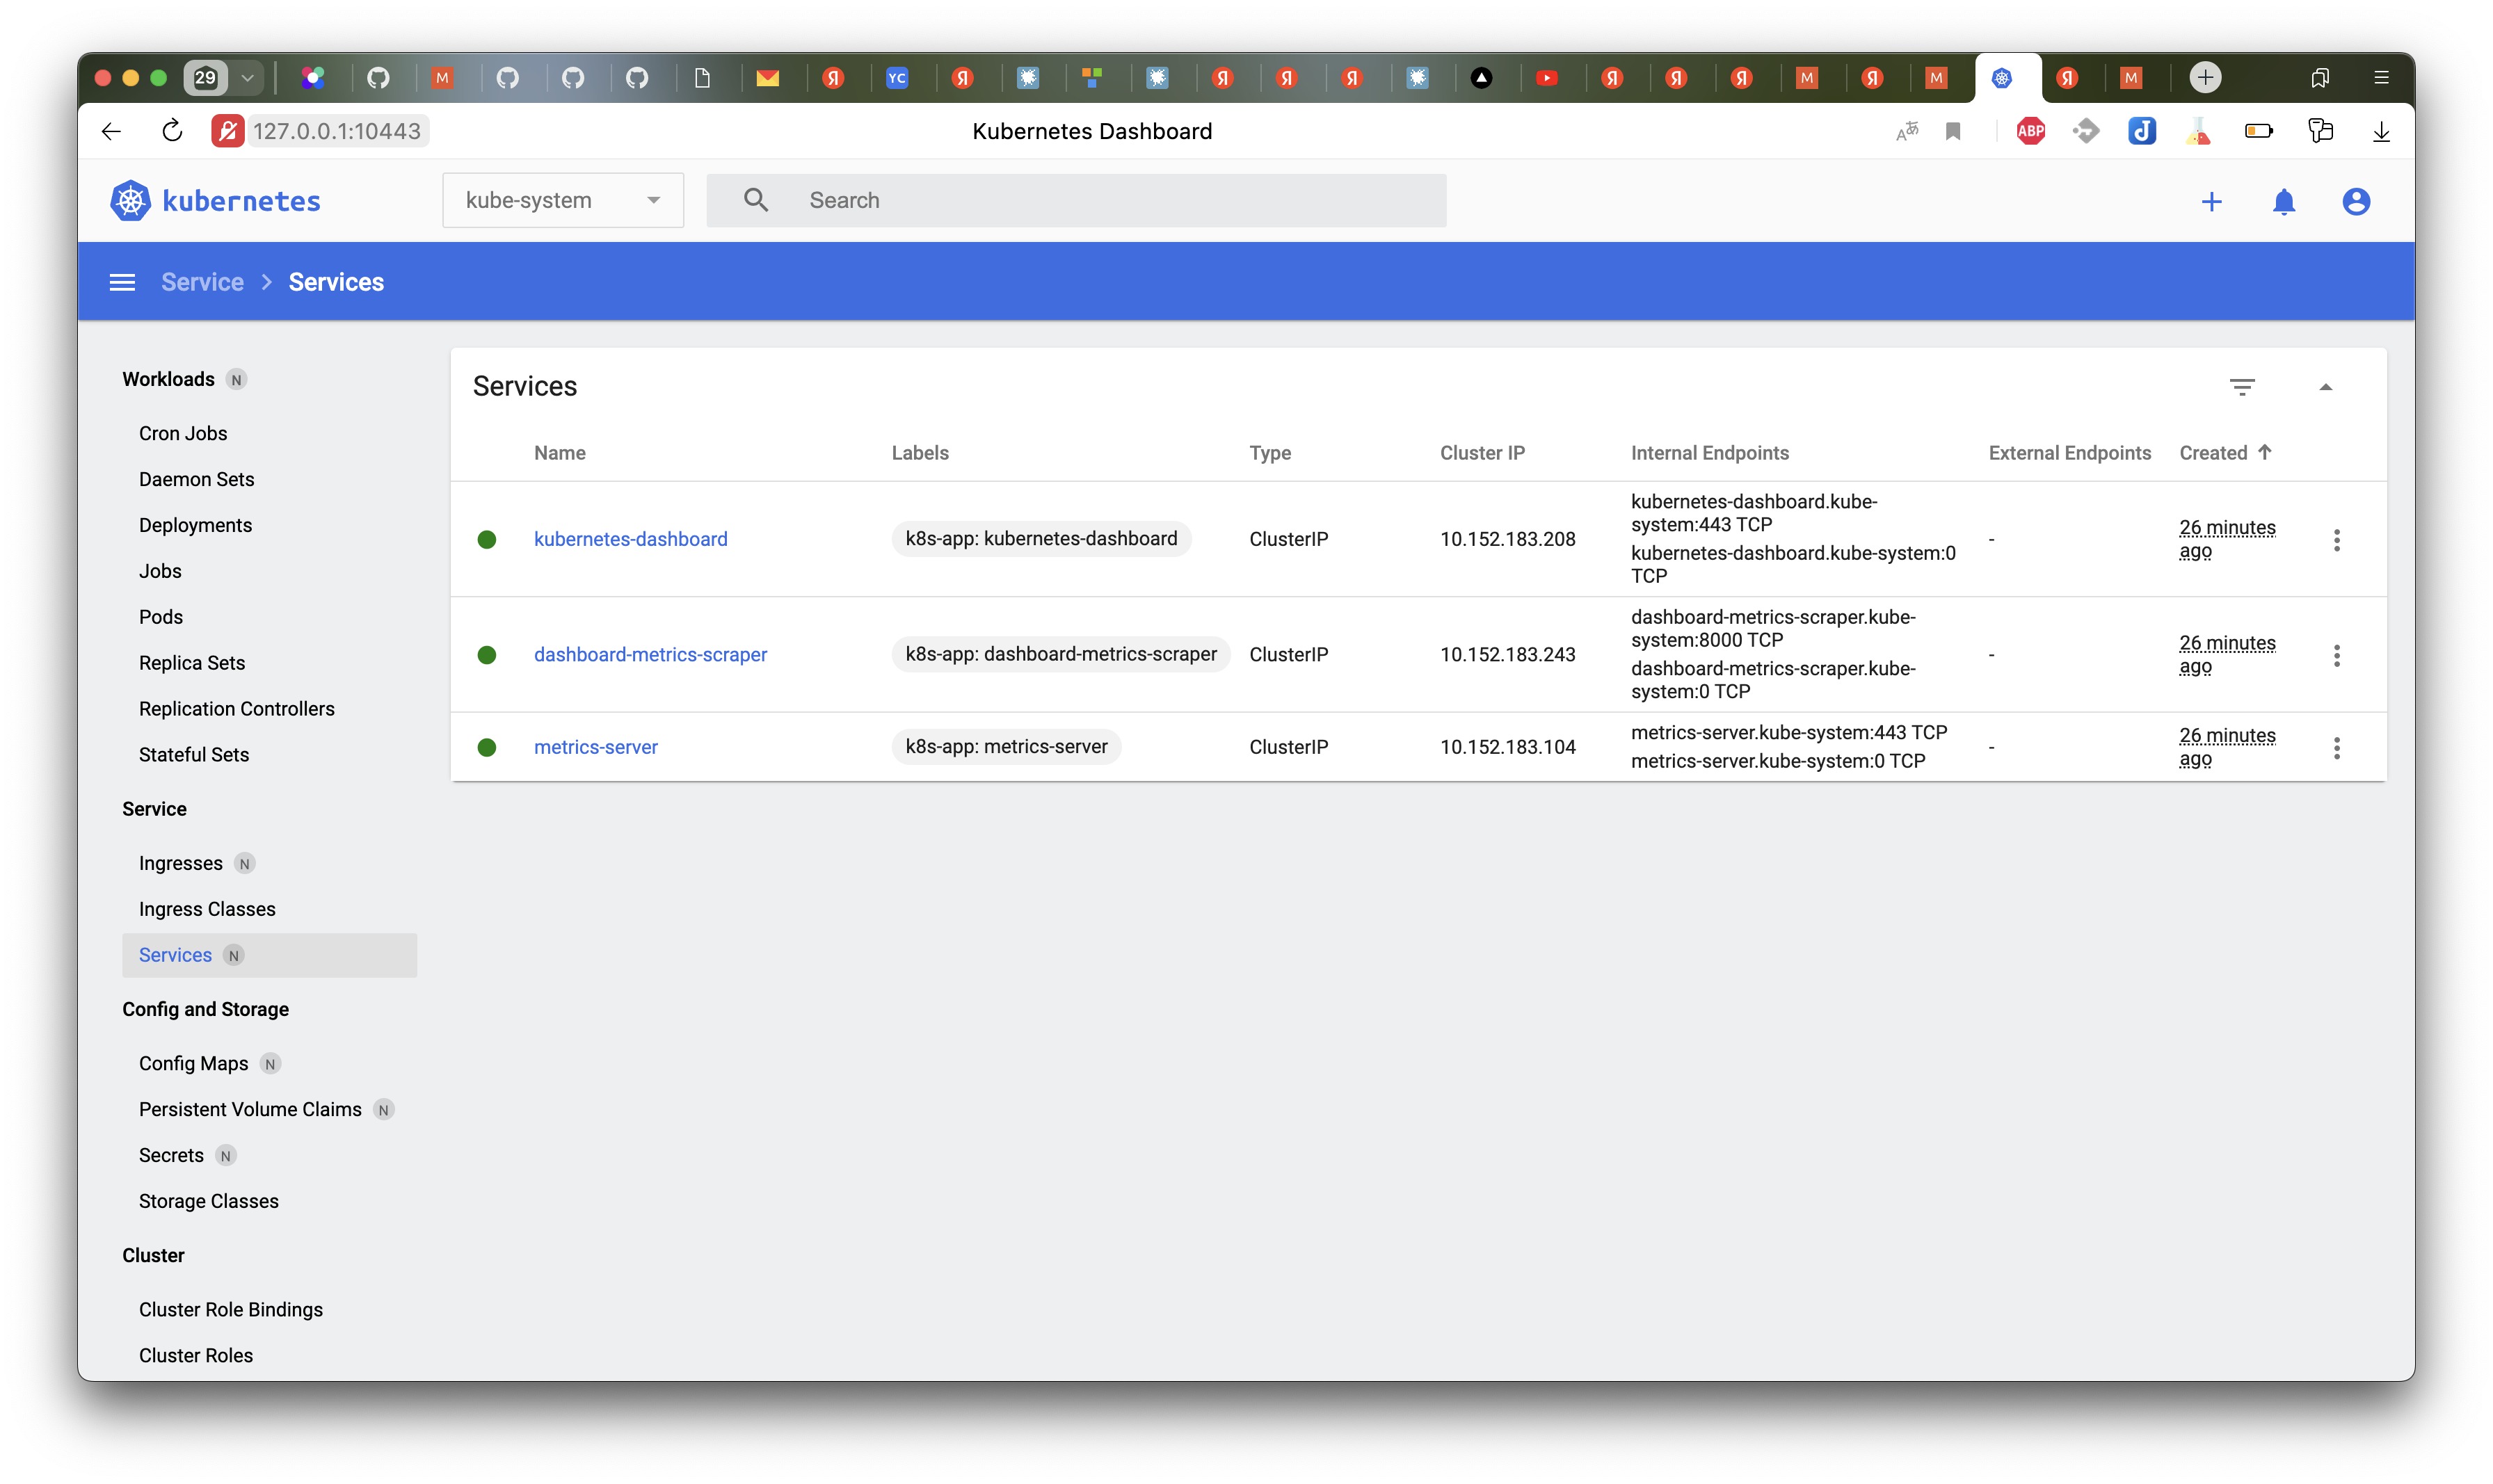 29
M
Я
YC
Я
Я
Я
Я
Я
Я
Я
M
Я
M
Я
M
127.0.0.1:10443
Kubernetes Dashboard
ABP
kubernetes
kube-system
Search
Service
Services
Workloads N
Cron Jobs
Daemon Sets
Deployments
Jobs
Pods
Replica Sets
Replication Controllers
Stateful Sets
Service
Ingresses N
Ingress Classes
Services N
Config and Storage
Config Maps N
Persistent Volume Claims N
Secrets N
Storage Classes
Cluster
Cluster Role Bindings
Cluster Roles
Services
Name Labels Type Cluster IP Internal Endpoints External Endpoints Created
kubernetes-dashboard k8s-app: kubernetes-dashboard ClusterIP 10.152.183.208
kubernetes-dashboard.kube-
system:443 TCP
kubernetes-dashboard.kube-system:0
TCP
-
26 minutes
ago
dashboard-metrics-scraper k8s-app: dashboard-metrics-scraper ClusterIP 10.152.183.243
dashboard-metrics-scraper.kube-
system:8000 TCP
dashboard-metrics-scraper.kube-
system:0 TCP
-
26 minutes
ago
metrics-server k8s-app: metrics-server ClusterIP 10.152.183.104
metrics-server.kube-system:443 TCP
metrics-server.kube-system:0 TCP
-
26 minutes
ago